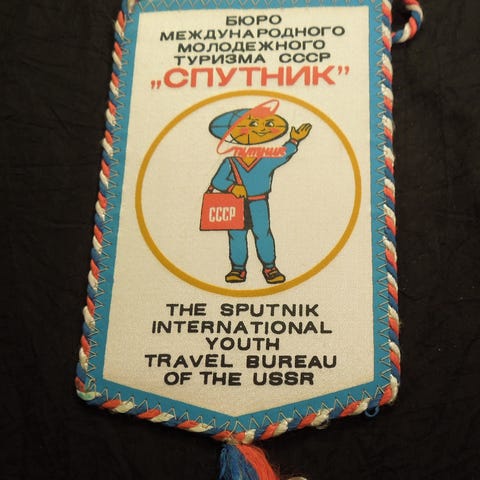 БЮРО
МЕЖДУНАРОДНОГО
МОЛОДЕЖНОГО
ТУРИЗМА СССР
„СПУТНИК”
Спутник
СССР
THE SPUTNIK
INTERNATIONAL
YOUTH
TRAVEL BUREAU
OF THE USSR